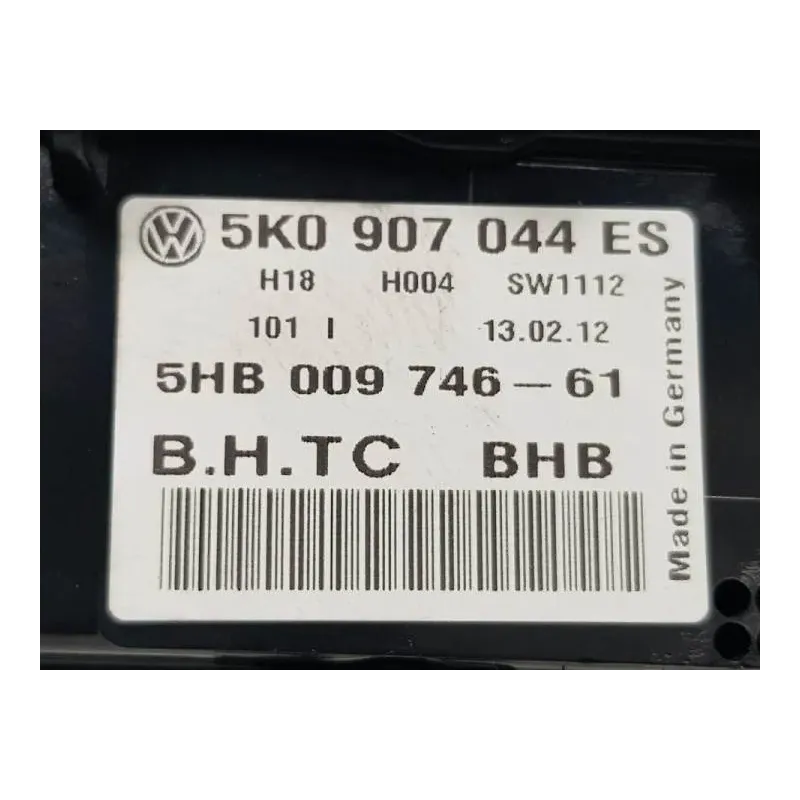 VW 5K0 907 044 ES
H18 H004 SW1112
101 I 13.02.12
5HB 009 746-61
B.H.TC BHB
Made in Germany